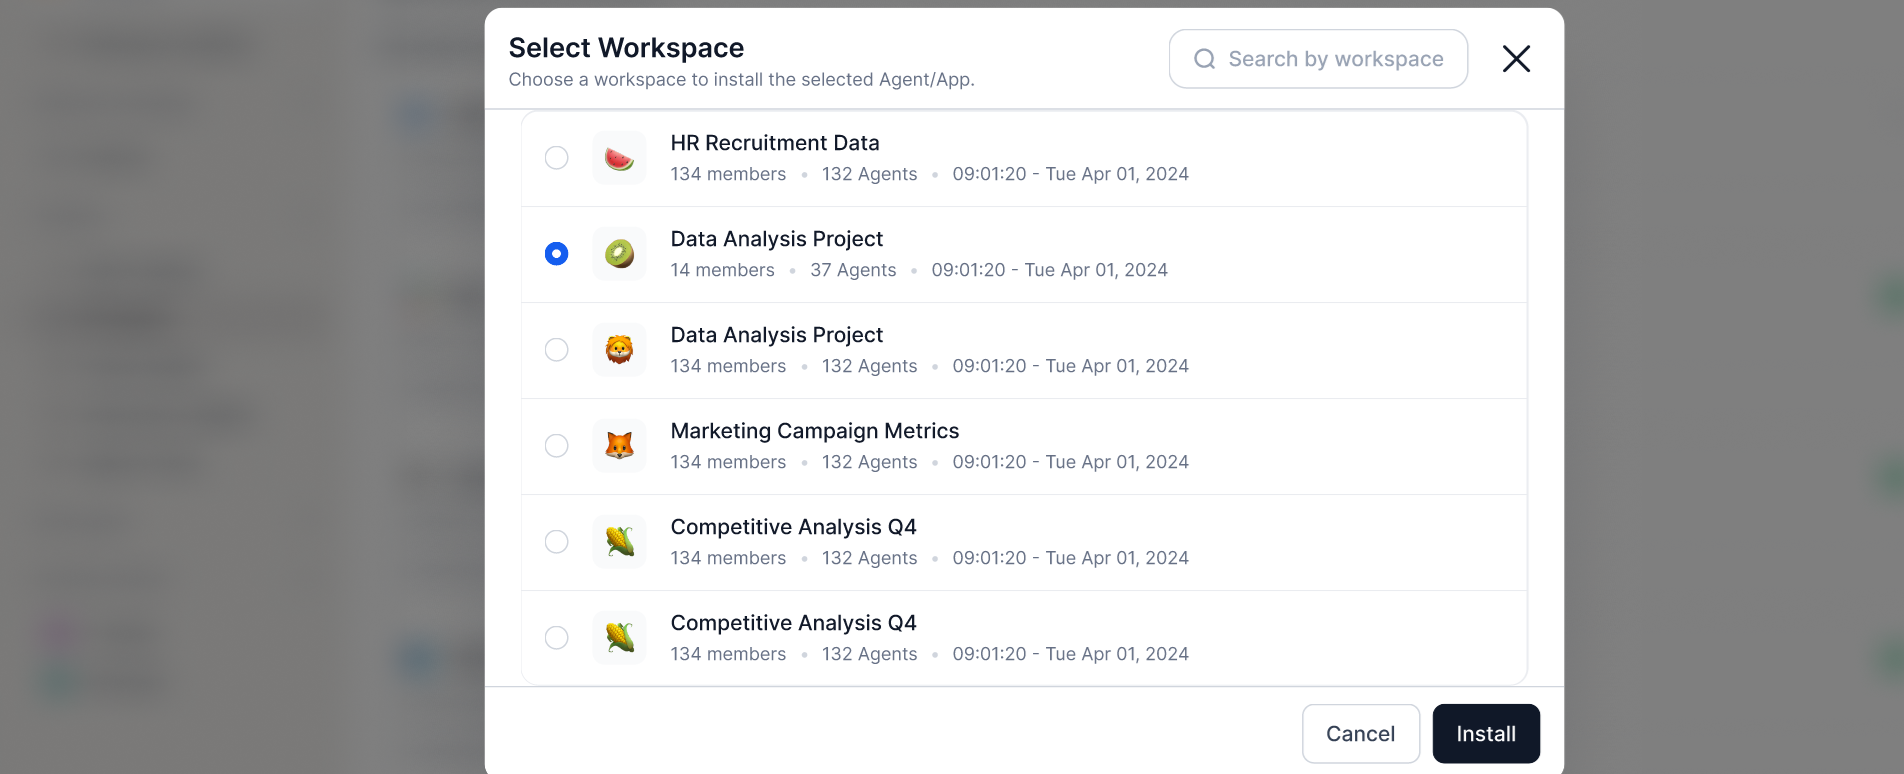 Select Workspace
Choose a workspace to install the selected Agent/App.
Search by workspace
HR Recruitment Data
134 members • 132 Agents • 09:01:20 - Tue Apr 01, 2024
Data Analysis Project
14 members • 37 Agents • 09:01:20 - Tue Apr 01, 2024
Data Analysis Project
134 members • 132 Agents • 09:01:20 - Tue Apr 01, 2024
Marketing Campaign Metrics
134 members • 132 Agents • 09:01:20 - Tue Apr 01, 2024
Competitive Analysis Q4
134 members • 132 Agents • 09:01:20 - Tue Apr 01, 2024
Competitive Analysis Q4
134 members • 132 Agents • 09:01:20 - Tue Apr 01, 2024
Cancel
Install